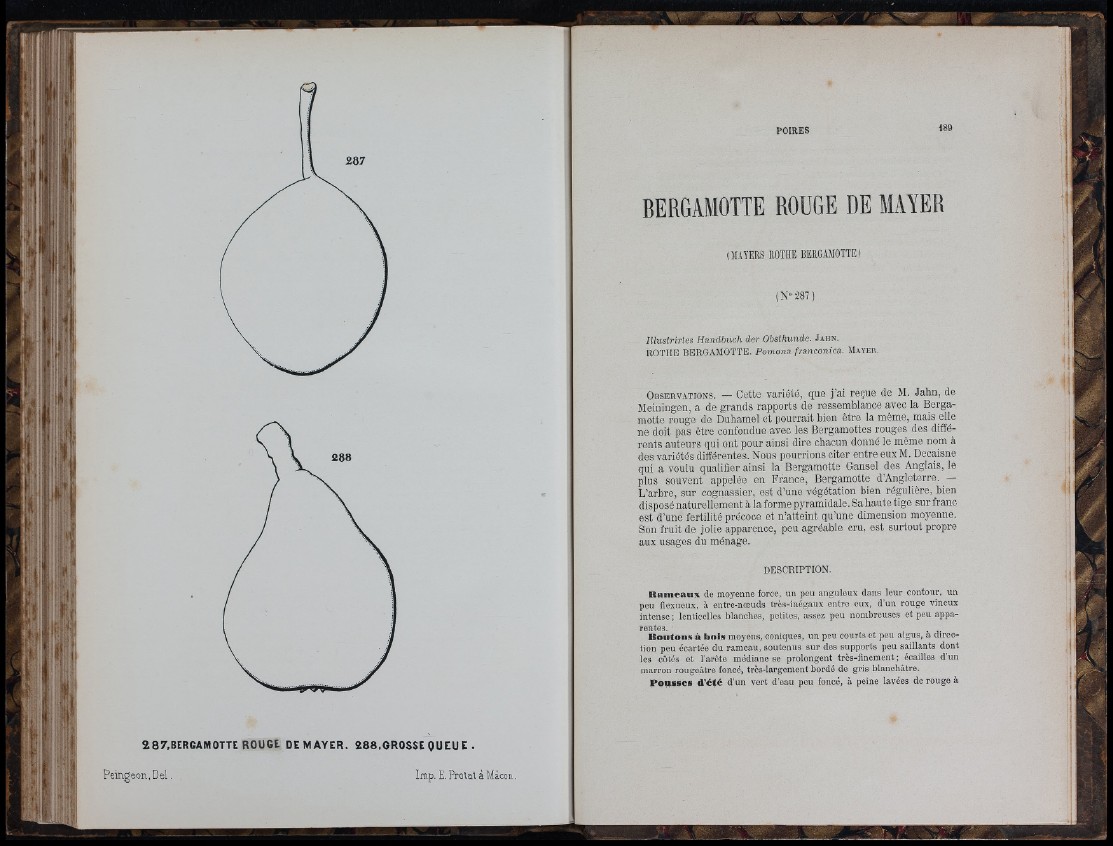 287
288
287. BERGAMOTTE ROUGE DE MAYER. 288. GROSSE QUEUE.
Peingeon, Del.
Imp. E. Protat à Mâcon.
POIRES
189
BERGAMOTTE ROUGE DE MAYER
(MAYERS ROTHE BERGAMOTTE)
(N° 287)
Illustrirtes Handbuch der Obstkunde. JAHN.
ROTHE BERGAMOTTE. Pomona franconica. MAYER.
OBSERVATIONS. — Cette variété, que j'ai reçue de M. Jahn, de
Meiningen, a de grands rapports de ressemblance avec la Berga-
motte rouge de Duhamel et pourrait bien être la même, mais elle
ne doit pas être confondue avec les Bergamottes rouges des diffé-
rents auteurs qui ont pour ainsi dire chacun donné le même nom à
des variétés différentes. Nous pourrions citer entre eux M. Decaisne
qui a voulu qualifier ainsi la Bergamotte Gansel des Anglais, le
plus souvent appelée en France, Bergamotte d'Angleterre. —
L'arbre, sur cognassier, est d'une végétation bien régulière, bien
disposé naturellement à la forme pyramidale. Sa haute tige sur franc
est d'une fertilité précoce et n'atteint qu'une dimension moyenne.
Son fruit de jolie apparence, peu agréable cru, est surtout propre
aux usages du ménage.
DESCRIPTION.
Rameaux de moyenne force, un peu anguleux dans leur contour, un
peu flexueux, à entre-nœuds très-inégaux entre eux, d'un rouge vineux
intense; lenticelles blanches, petites, assez peu nombreuses et peu appa-
rentes.
Boutons à bois moyens, coniques, un peu courts et peu aigus, à direc-
tion peu écartée du rameau, soutenus sur des supports peu saillants dont
les côtés et l'arête médiane se prolongent très-finement; écailles d'un
marron rougeâtre foncé, très-largement bordé de gris blanchâtre.
Pousses d'été d'un vert d'eau peu foncé, à peine lavées de rouge à